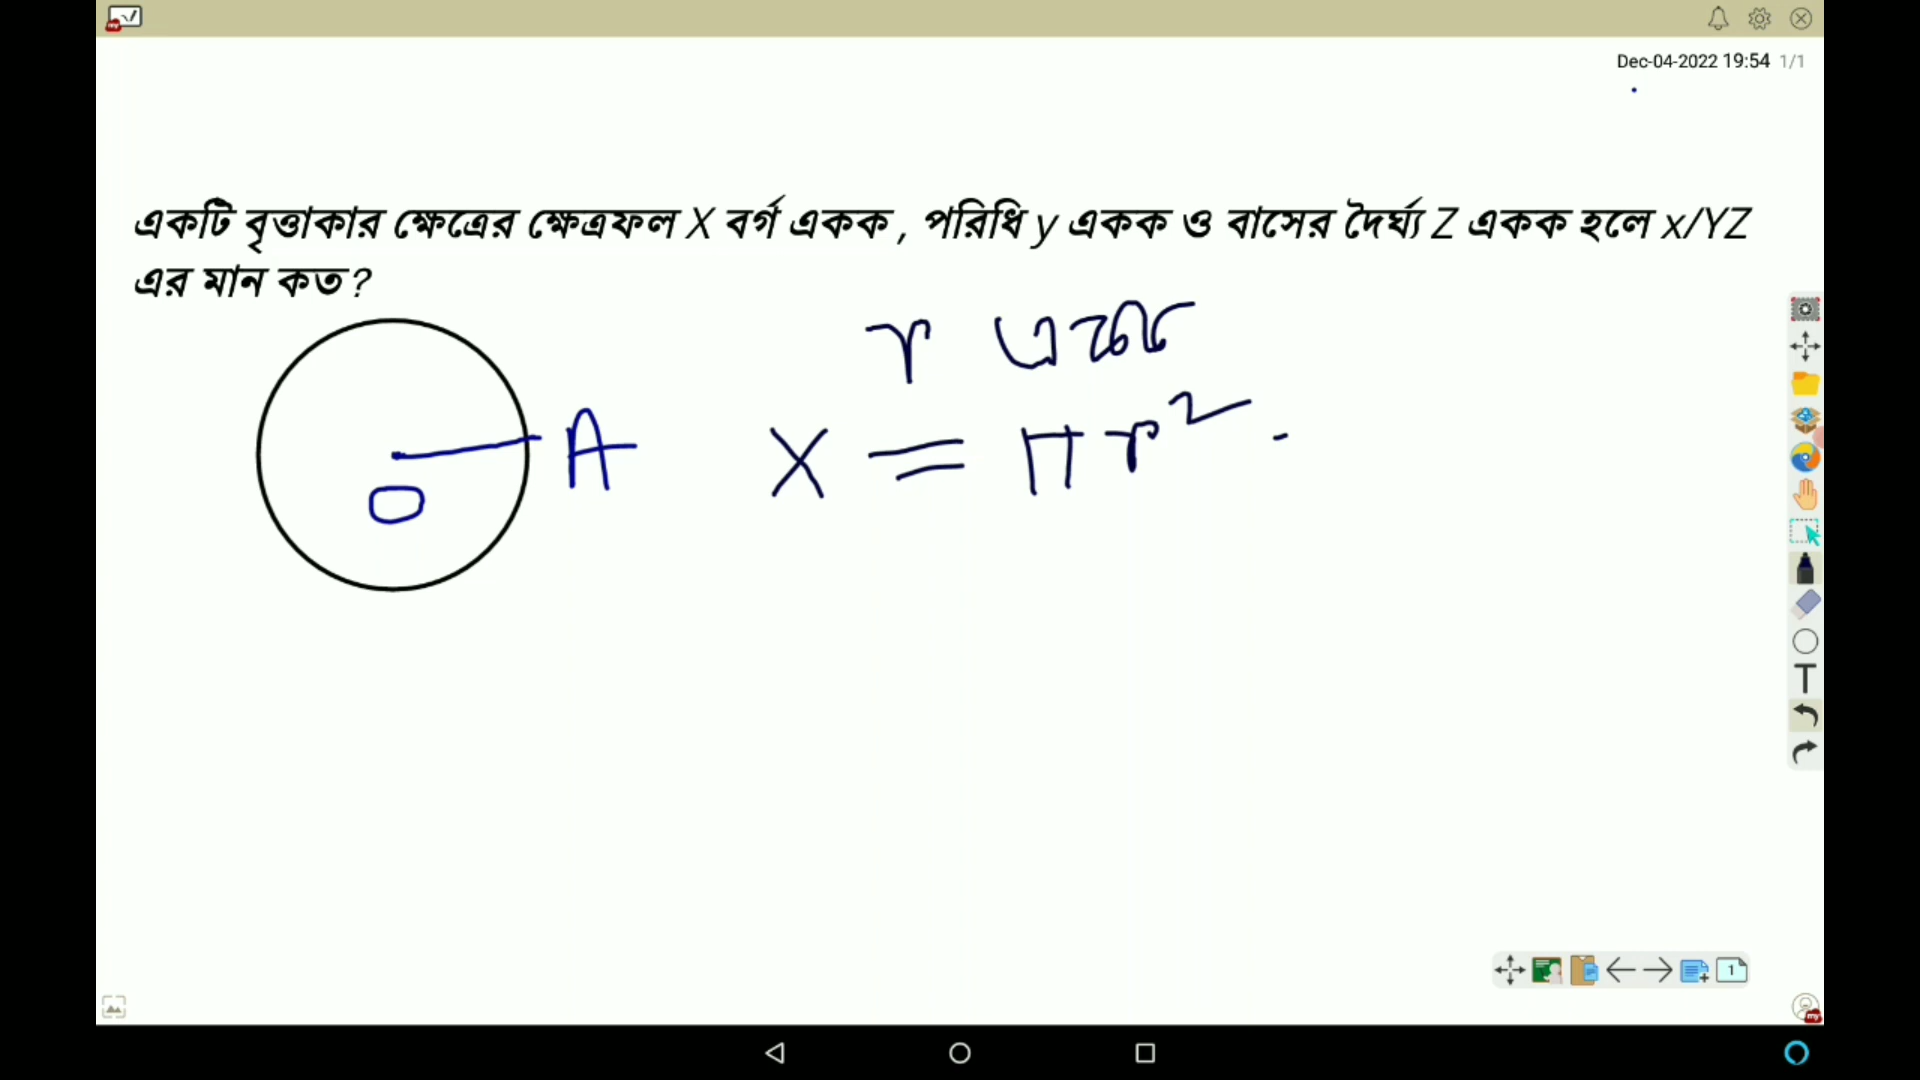 Dec-04-2022 19:54 1/1
একটি বৃত্তাকার ক্ষেত্রের ক্ষেত্রফল X বর্গ একক , পরিধি y একক ও বাসের দৈর্ঘ্য Z একক হলে x/YZ
এর মান কত ?
r একক
A X = πr² -
O
1